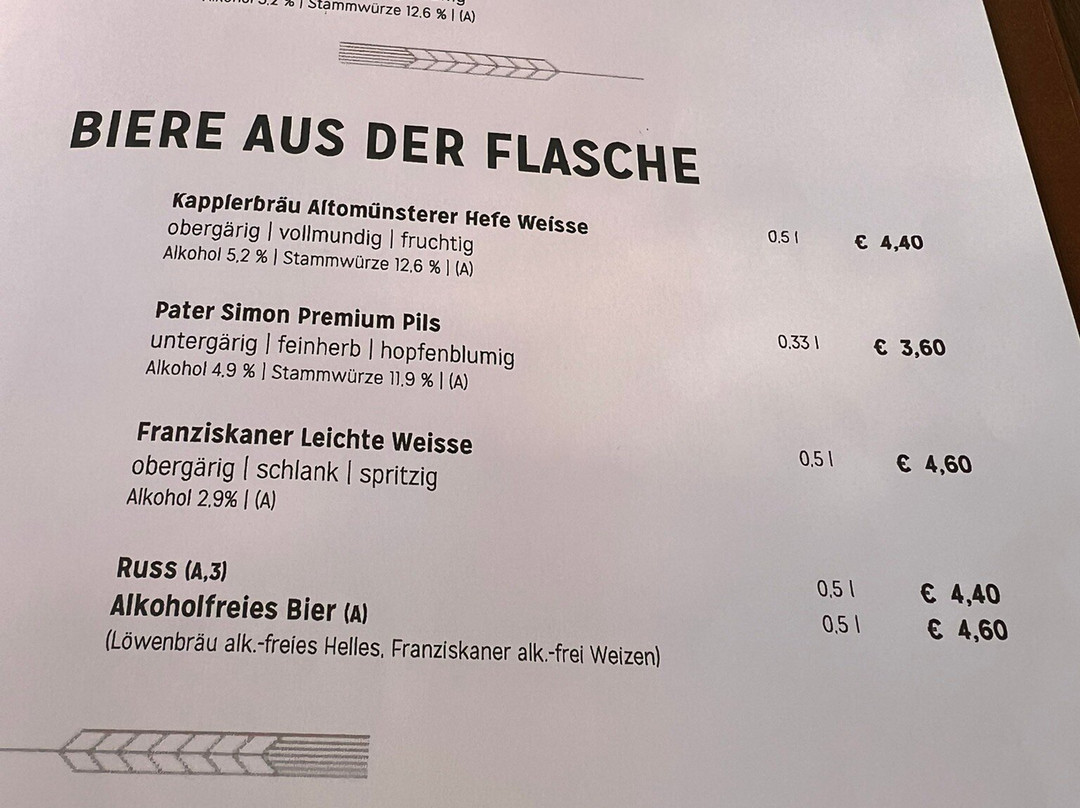 5,2 % | Stammwürze 12,6 % | (A)
BIERE AUS DER FLASCHE
Kapplerbräu Altomünsterer Hefe Weisse
obergärig | vollmundig | fruchtig
0,5 l € 4,40
Alkohol 5,2 % | Stammwürze 12,6 % | (A)
Pater Simon Premium Pils
untergärig | feinherb | hopfenblumig
0,33 l € 3,60
Alkohol 4,9 % | Stammwürze 11,9 % | (A)
Franziskaner Leichte Weisse
obergärig | schlank | spritzig
0,5 l € 4,60
Alkohol 2,9% | (A)
Russ (A,3) 0,5 l € 4,40
Alkoholfreies Bier (A) 0,5 l € 4,60
(Löwenbräu alk.-freies Helles, Franziskaner alk.-frei Weizen)